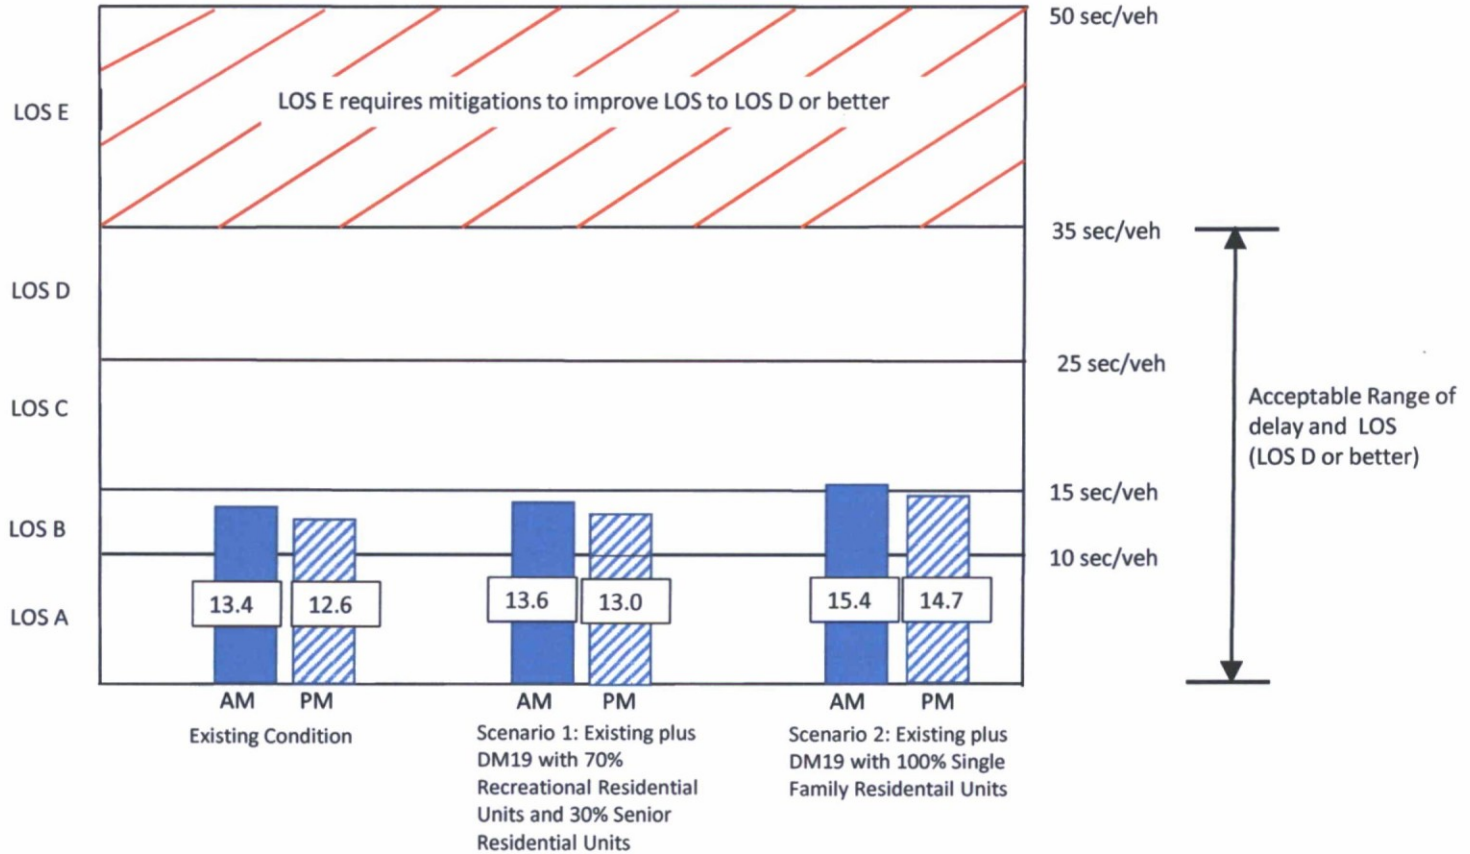 50 sec/veh
LOS E
LOS E requires mitigations to improve LOS to LOS D or better
35 sec/veh
LOS D
25 sec/veh
LOS C
Acceptable Range of
delay and LOS
(LOS D or better)
15 sec/veh
LOS B
10 sec/veh
LOS A
13.4
12.6
13.6
13.0
15.4
14.7
AM
PM
AM
PM
AM
PM
Existing Condition
Scenario 1: Existing plus
DM19 with 70%
Recreational Residential
Units and 30% Senior
Residential Units
Scenario 2: Existing plus
DM19 with 100% Single
Family Residentail Units